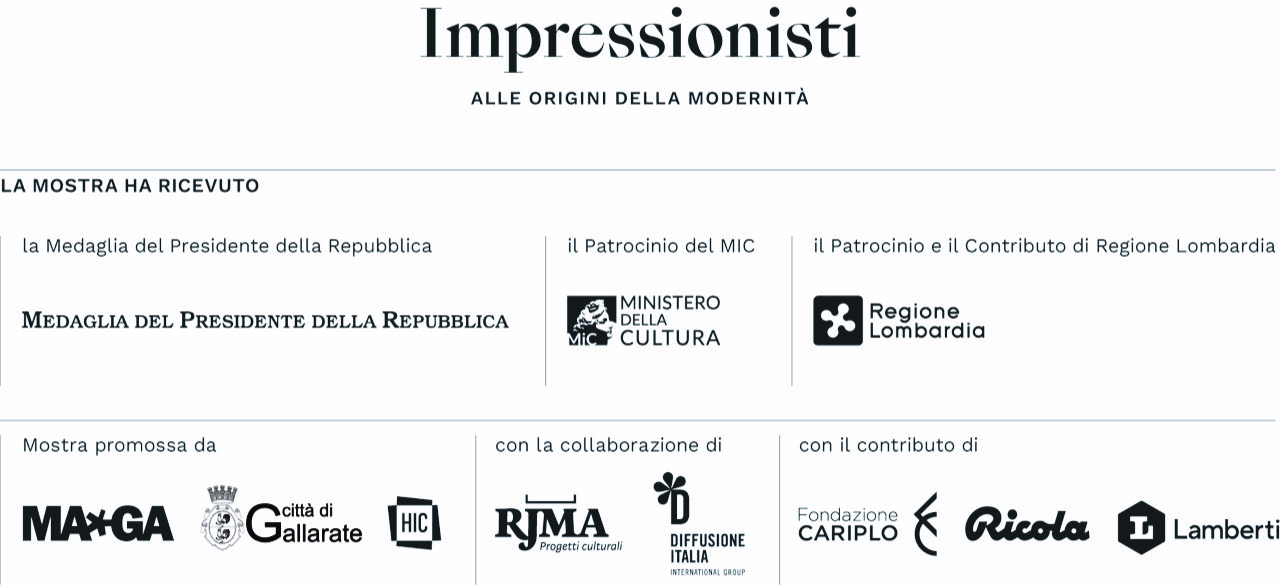 Impressionisti
ALLE ORIGINI DELLA MODERNITÀ
LA MOSTRA HA RICEVUTO
la Medaglia del Presidente della Repubblica
MEDAGLIA DEL PRESIDENTE DELLA REPUBBLICA
il Patrocinio del MIC
MiC
MINISTERO
DELLA
CULTURA
il Patrocinio e il Contributo di Regione Lombardia
Regione
Lombardia
Mostra promossa da
MA*GA
città di
Gallarate
HIC
con la collaborazione di
RJMA
Progetti culturali
D
DIFFUSIONE
ITALIA
INTERNATIONAL GROUP
con il contributo di
Fondazione
CARIPLO
Ricola
L
Lamberti